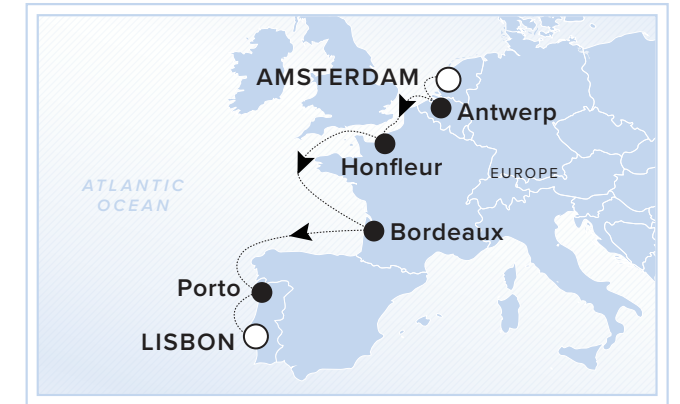 AMSTERDAM
Antwerp
Honfleur
EUROPE
ATLANTIC
OCEAN
Bordeaux
Porto
LISBON